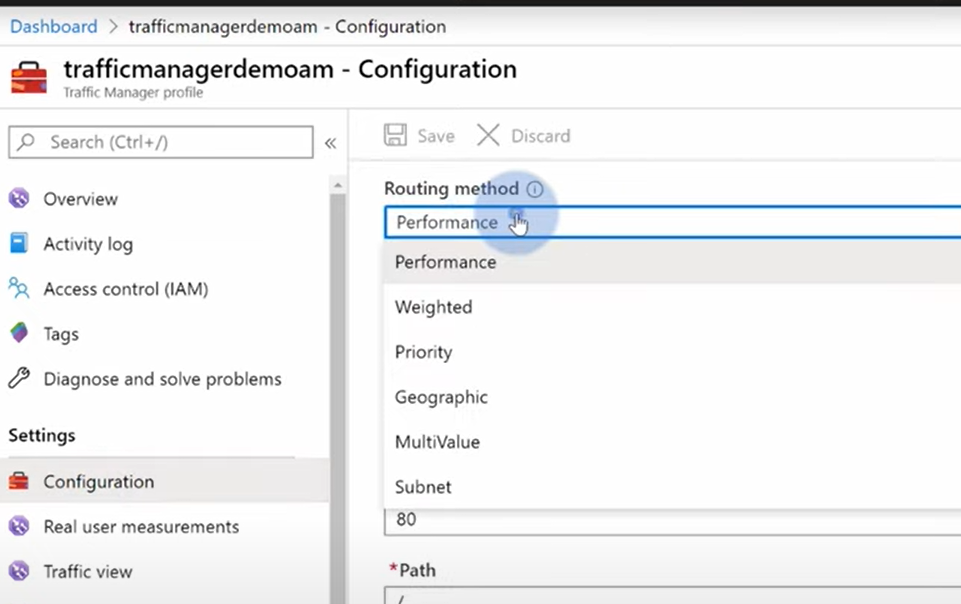 Dashboard > trafficmanagerdemoam - Configuration
trafficmanagerdemoam - Configuration
Traffic Manager profile
Search (Ctrl+/)
«
Overview
Activity log
Access control (IAM)
Tags
Diagnose and solve problems
Settings
Configuration
Real user measurements
Traffic view
Save
Discard
Routing method
Performance
Performance
Weighted
Priority
Geographic
MultiValue
Subnet
80
*Path
/